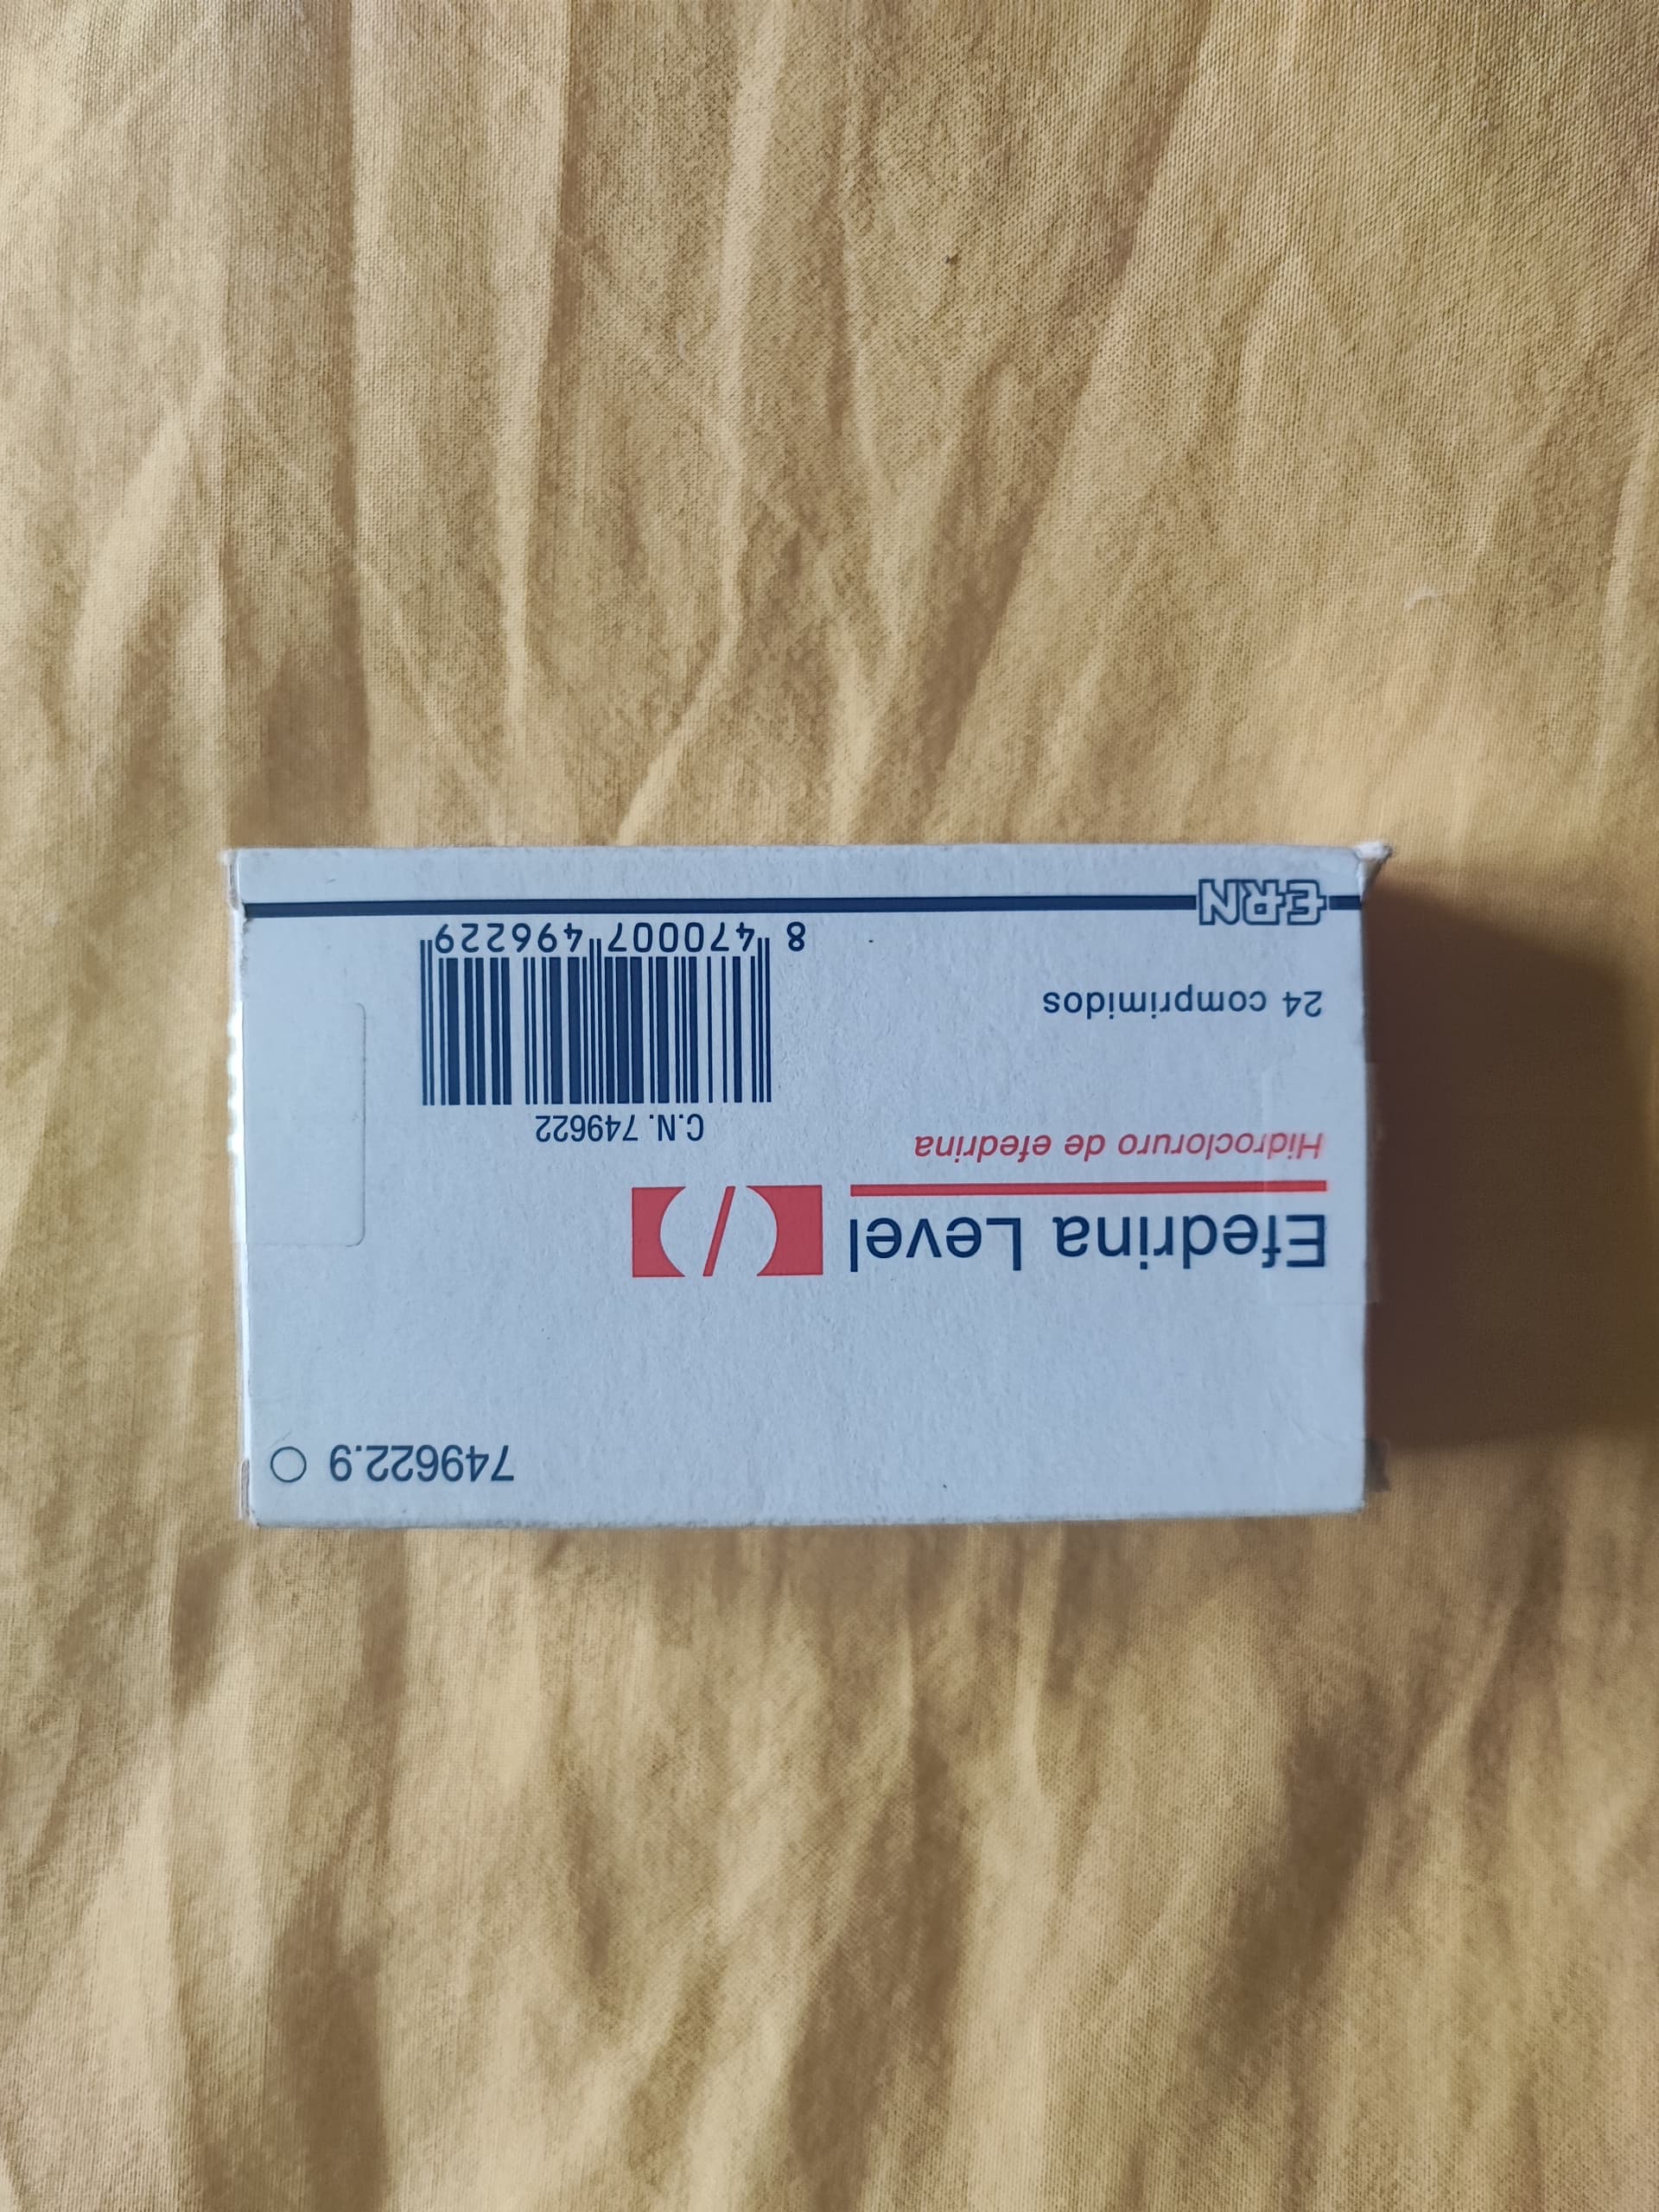 749622.9
Efedrina Level
Hidrocloruro de efedrina
C.N. 749622
24 comprimidos
8 470007 496229
ERN